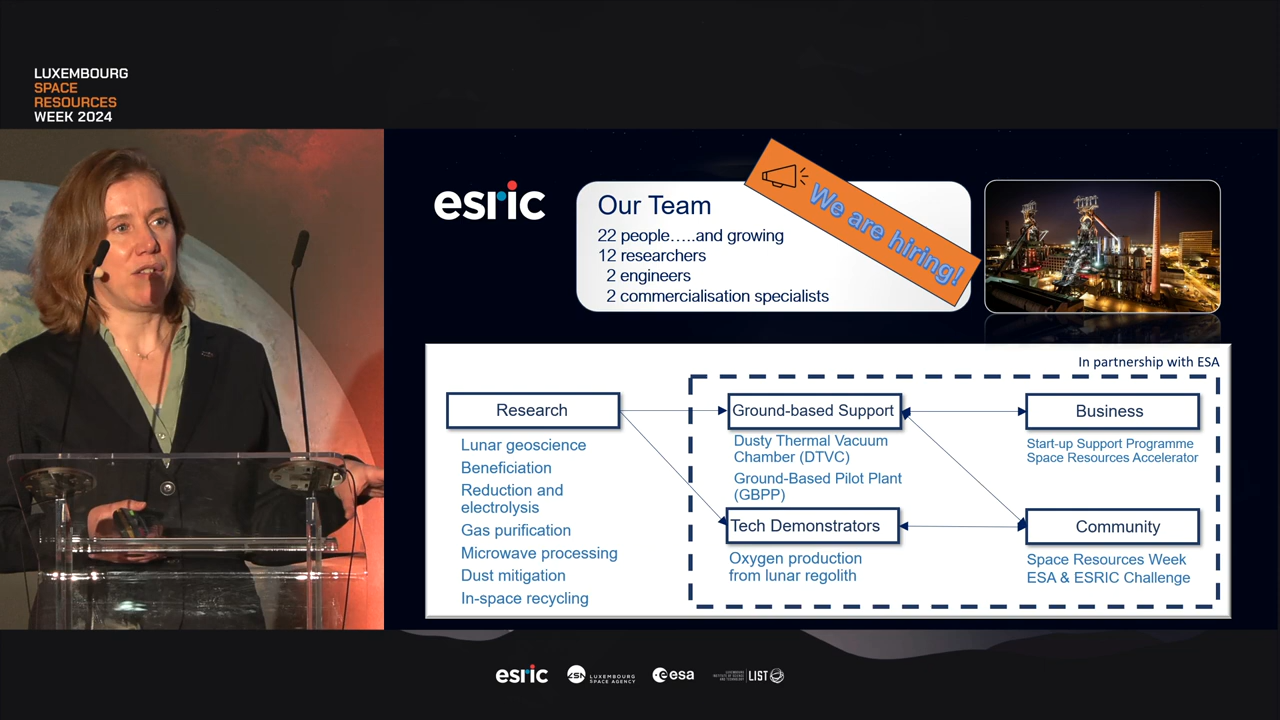 LUXEMBOURG
SPACE
RESOURCES
WEEK 2024
esric
Our Team
22 people…..and growing
12 researchers
2 engineers
2 commercialisation specialists
We are hiring!
In partnership with ESA
Research
Lunar geoscience
Beneficiation
Reduction and
electrolysis
Gas purification
Microwave processing
Dust mitigation
In-space recycling
Ground-based Support
Dusty Thermal Vacuum
Chamber (DTVC)
Ground-Based Pilot Plant
(GBPP)
Tech Demonstrators
Oxygen production
from lunar regolith
Business
Start-up Support Programme
Space Resources Accelerator
Community
Space Resources Week
ESA & ESRIC Challenge
esric
LUXEMBOURG
SPACE AGENCY
esa
LIST